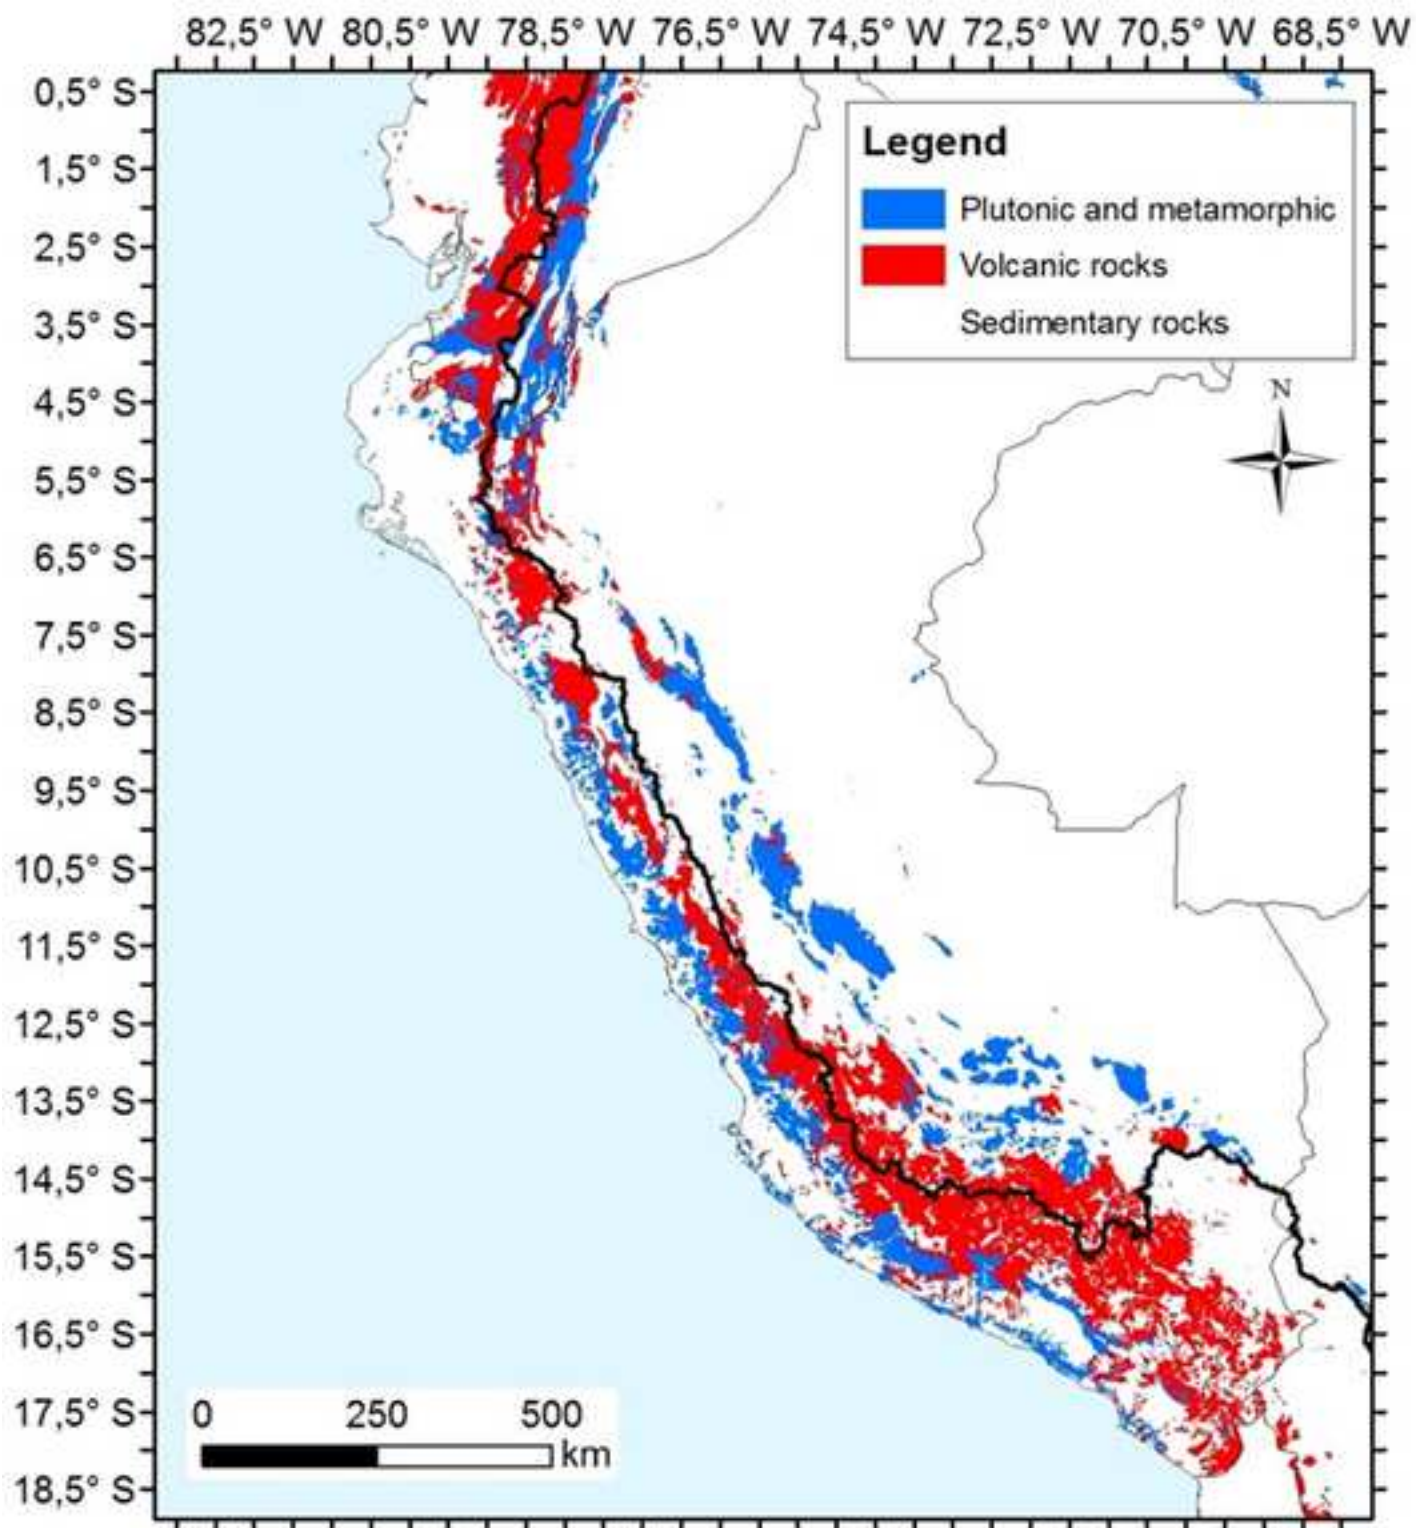 82,5° W 80,5° W 78,5° W 76,5° W 74,5° W 72,5° W 70,5° W 68,5° W
0,5° S
1,5° S
2,5° S
3,5° S
4,5° S
5,5° S
6,5° S
7,5° S
8,5° S
9,5° S
10,5° S
11,5° S
12,5° S
13,5° S
14,5° S
15,5° S
16,5° S
17,5° S
18,5° S
Legend
Plutonic and metamorphic
Volcanic rocks
Sedimentary rocks
N
0 250 500
km